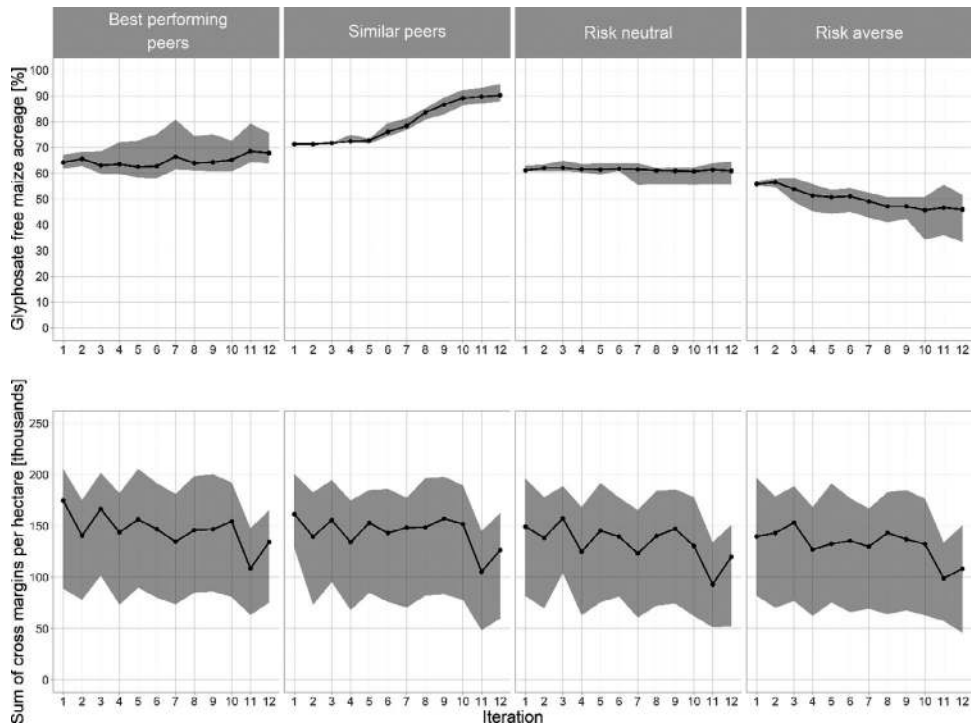 Best performing
peers
Similar peers
Risk neutral
Risk averse
Glyphosate free maize acreage [%]
100
90
80
70
60
50
40
30
20
10
0
1 2 3 4 5 6 7 8 9 10 11 12
1 2 3 4 5 6 7 8 9 10 11 12
1 2 3 4 5 6 7 8 9 10 11 12
1 2 3 4 5 6 7 8 9 10 11 12
Sum of cross margins per hectare [thousands]
250
200
150
100
50
0
1 2 3 4 5 6 7 8 9 10 11 12
1 2 3 4 5 6 7 8 9 10 11 12
1 2 3 4 5 6 7 8 9 10 11 12
1 2 3 4 5 6 7 8 9 10 11 12
Iteration